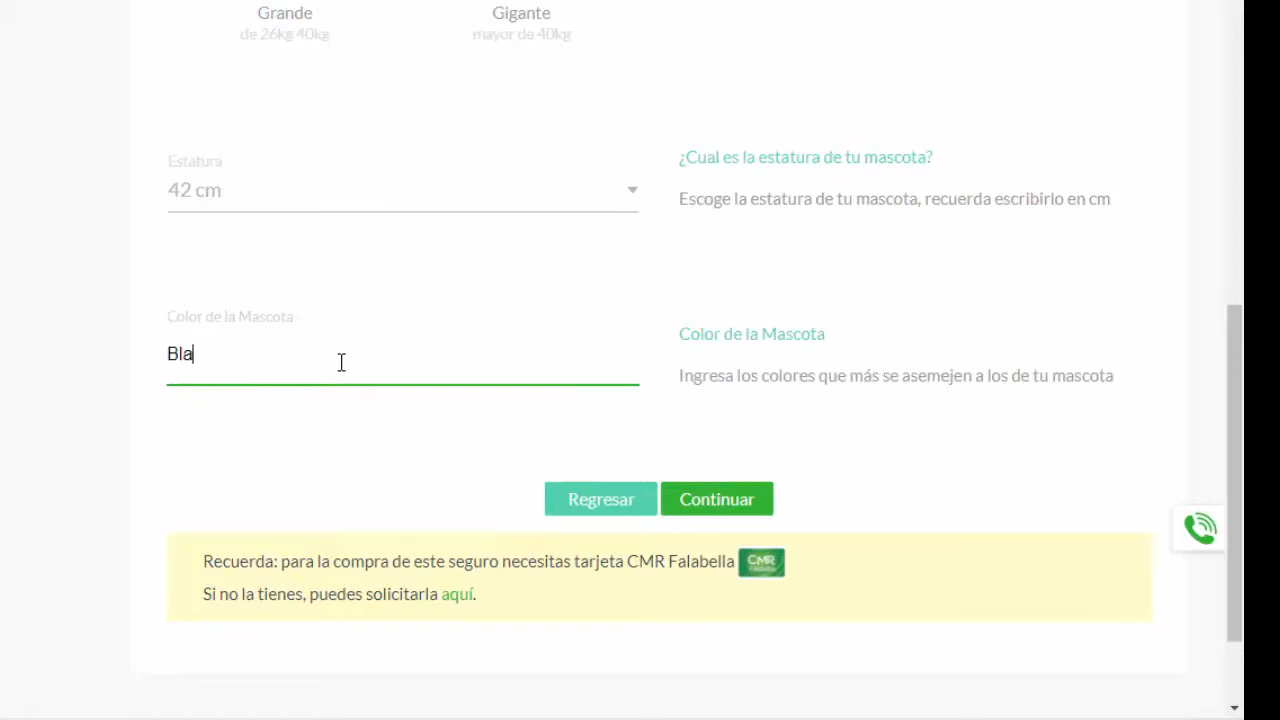 Grande
Gigante
de 26kg 40kg
mayor de 40kg
Estatura
42 cm
¿Cual es la estatura de tu mascota?
Escoge la estatura de tu mascota, recuerda escribirlo en cm
Color de la Mascota
Bla
Color de la Mascota
Ingresa los colores que más se asemejen a los de tu mascota
Regresar
Continuar
Recuerda: para la compra de este seguro necesitas tarjeta CMR Falabella
CMR
Si no la tienes, puedes solicitarla aquí.